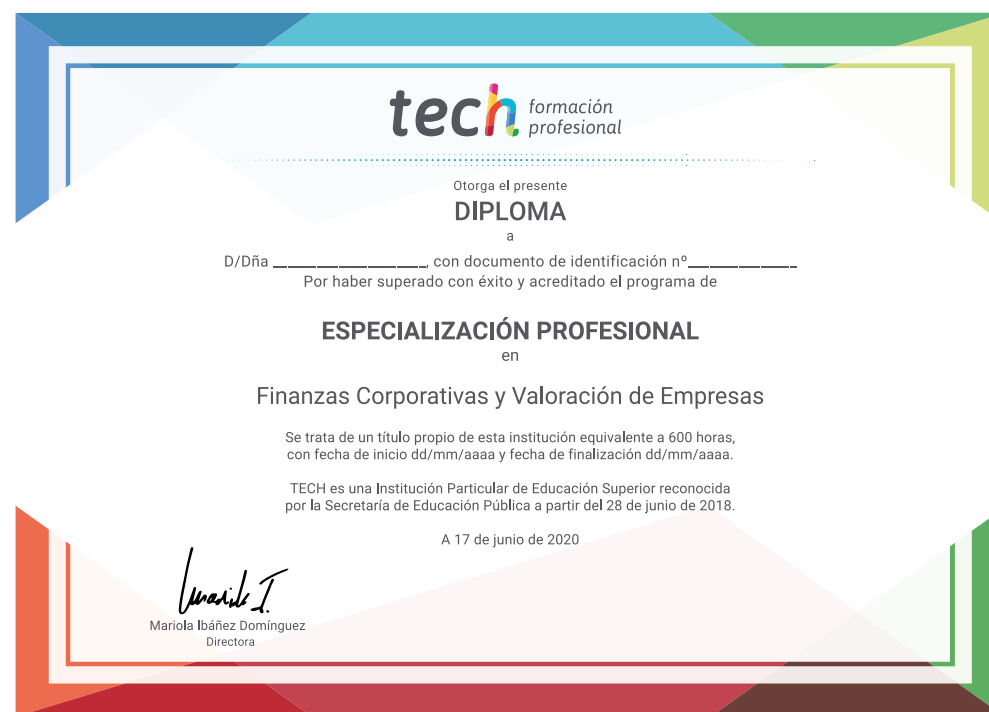 tech formación
profesional
Otorga el presente
DIPLOMA
a
D/Dña ____________________, con documento de identificación nº______________
Por haber superado con éxito y acreditado el programa de
ESPECIALIZACIÓN PROFESIONAL
en
Finanzas Corporativas y Valoración de Empresas
Se trata de un título propio de esta institución equivalente a 600 horas,
con fecha de inicio dd/mm/aaaa y fecha de finalización dd/mm/aaaa.
TECH es una Institución Particular de Educación Superior reconocida
por la Secretaría de Educación Pública a partir del 28 de junio de 2018.
A 17 de junio de 2020
Mariola Ibáñez Domínguez
Directora